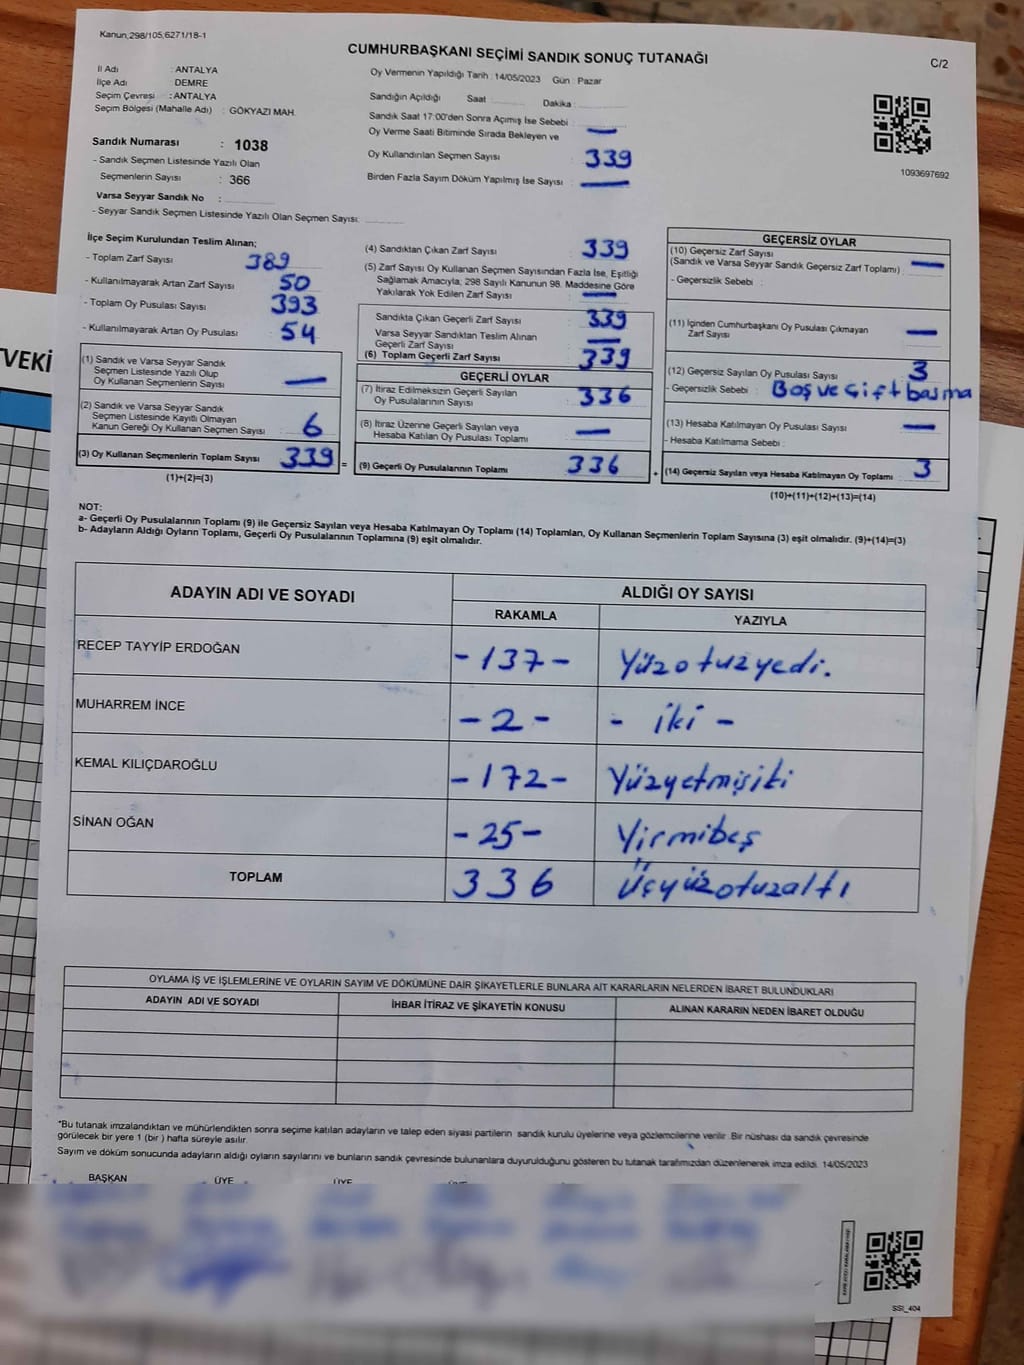 Kanun,298/105,6271/18-1
CUMHURBAŞKANI SEÇİMİ SANDIK SONUÇ TUTANAĞI
C/2
İl Adı : ANTALYA
İlçe Adı : DEMRE
Seçim Çevresi : ANTALYA
Seçim Bölgesi (Mahalle Adı) : GÖKYAZI MAH.
Sandık Numarası : 1038
- Sandık Seçmen Listesinde Yazılı Olan
Seçmenlerin Sayısı : 366
Varsa Seyyar Sandık No :
- Seyyar Sandık Seçmen Listesinde Yazılı Olan Seçmen Sayısı:
Oy Vermenin Yapıldığı Tarih : 14/05/2023 Gün : Pazar
Sandığın Açıldığı Saat Dakika
Sandık Saat 17:00'den Sonra Açımış İse Sebebi :
Oy Verme Saati Bitiminde Sırada Bekleyen ve —
Oy Kullandırılan Seçmen Sayısı : 339
Birden Fazla Sayım Döküm Yapılmış İse Sayısı : —
1093697692
İlçe Seçim Kurulundan Teslim Alınan;
- Toplam Zarf Sayısı 389
- Kullanılmayarak Artan Zarf Sayısı 50
- Toplam Oy Pusulası Sayısı 393
- Kullanılmayarak Artan Oy Pusulası 54
(1) Sandık ve Varsa Seyyar Sandık
Seçmen Listesinde Yazılı Olup
Oy Kullanan Seçmenlerin Sayısı —
(2) Sandık ve Varsa Seyyar Sandık
Seçmen Listesinde Kayıtlı Olmayan
Kanun Gereği Oy Kullanan Seçmen Sayısı 6
(3) Oy Kullanan Seçmenlerin Toplam Sayısı 339 =
(1)+(2)=(3)
(4) Sandıktan Çıkan Zarf Sayısı : 339
(5) Zarf Sayısı Oy Kullanan Seçmen Sayısından Fazla İse, Eşitliği
Sağlamak Amacıyla; 298 Sayılı Kanunun 98. Maddesine Göre
Yakılarak Yok Edilen Zarf Sayısı : —
Sandıkta Çıkan Geçerli Zarf Sayısı : 339
Varsa Seyyar Sandıktan Teslim Alınan
Geçerli Zarf Sayısı —
(6) Toplam Geçerli Zarf Sayısı 339
GEÇERLİ OYLAR
(7) İtiraz Edilmeksizin Geçerli Sayılan
Oy Pusulalarının Sayısı : 336
(8) İtiraz Üzerine Geçerli Sayılan veya
Hesaba Katılan Oy Pusulası Toplamı : —
(9) Geçerli Oy Pusulalarının Toplamı 336 +
GEÇERSİZ OYLAR
(10) Geçersiz Zarf Sayısı
(Sandık ve Varsa Seyyar Sandık Geçersiz Zarf Toplamı) : —
- Geçersizlik Sebebi :
(11) İçinden Cumhurbaşkanı Oy Pusulası Çıkmayan
Zarf Sayısı : —
(12) Geçersiz Sayılan Oy Pusulası Sayısı : 3
- Geçersizlik Sebebi : Boş ve çift basma
(13) Hesaba Katılmayan Oy Pusulası Sayısı : —
- Hesaba Katılmama Sebebi :
(14) Geçersiz Sayılan veya Hesaba Katılmayan Oy Toplamı 3
(10)+(11)+(12)+(13)=(14)
NOT:
a- Geçerli Oy Pusulalarının Toplamı (9) ile Geçersiz Sayılan veya Hesaba Katılmayan Oy Toplamı (14) Toplamları, Oy Kullanan Seçmenlerin Toplam Sayısına (3) eşit olmalıdır. (9)+(14)=(3)
b- Adayların Aldığı Oyların Toplamı, Geçerli Oy Pusulalarının Toplamına (9) eşit olmalıdır.
ADAYIN ADI VE SOYADI ALDIĞI OY SAYISI
RAKAMLA YAZIYLA
RECEP TAYYİP ERDOĞAN -137- Yüzotuzyedi.
MUHARREM İNCE -2- - iki -
KEMAL KILIÇDAROĞLU -172- Yüzyetmişiki
SİNAN OĞAN -25- Yirmibeş
TOPLAM 336 Üçyüzotuzaltı
OYLAMA İŞ VE İŞLEMLERİNE VE OYLARIN SAYIM VE DÖKÜMÜNE DAİR ŞİKAYETLERLE BUNLARA AİT KARARLARIN NELERDEN İBARET BULUNDUKLARI
ADAYIN ADI VE SOYADI İHBAR İTİRAZ VE ŞİKAYETİN KONUSU ALINAN KARARIN NEDEN İBARET OLDUĞU
*Bu tutanak imzalandıktan ve mühürlendikten sonra seçime katılan adayların ve talep eden siyasi partilerin sandık kurulu üyelerine veya gözlemcilerine verilir. Bir nüshası da sandık çevresinde
görülecek bir yere 1 (bir ) hafta süreyle asılır.
Sayım ve döküm sonucunda adayların aldığı oyların sayılarını ve bunların sandık çevresinde bulunanlara duyurulduğunu gösteren bu tutanak tarafımızdan düzenlenerek imza edildi. 14/05/2023
BAŞKAN ÜYE ÜYE ÜYE
SSI_404
TVEKİ